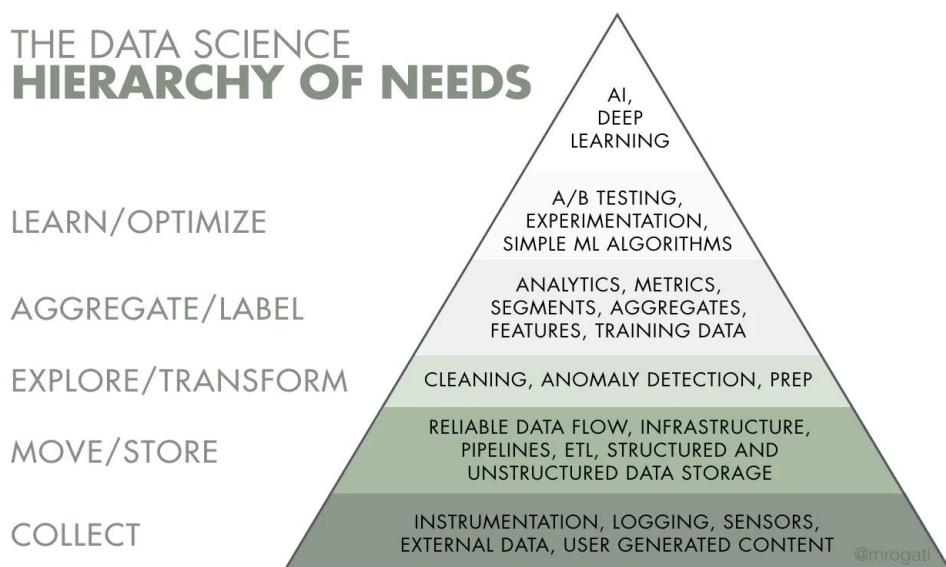 THE DATA SCIENCE
HIERARCHY OF NEEDS
AI,
DEEP
LEARNING
LEARN/OPTIMIZE
A/B TESTING,
EXPERIMENTATION,
SIMPLE ML ALGORITHMS
AGGREGATE/LABEL
ANALYTICS, METRICS,
SEGMENTS, AGGREGATES,
FEATURES, TRAINING DATA
EXPLORE/TRANSFORM
CLEANING, ANOMALY DETECTION, PREP
MOVE/STORE
RELIABLE DATA FLOW, INFRASTRUCTURE,
PIPELINES, ETL, STRUCTURED AND
UNSTRUCTURED DATA STORAGE
COLLECT
INSTRUMENTATION, LOGGING, SENSORS,
EXTERNAL DATA, USER GENERATED CONTENT
@mrogati